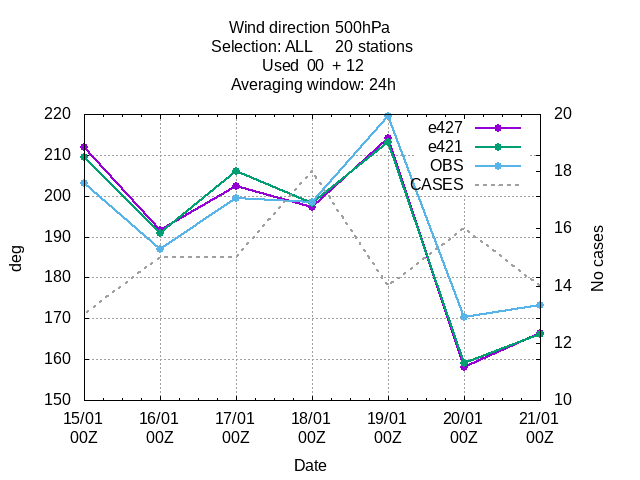 Wind direction 500hPa
Selection: ALL 20 stations
Used 00 + 12
Averaging window: 24h
220
210
200
190
180
170
160
150
deg
20
18
16
14
12
10
No cases
e427
e421
OBS
CASES
15/01 16/01 17/01 18/01 19/01 20/01 21/01
00Z 00Z 00Z 00Z 00Z 00Z 00Z
Date